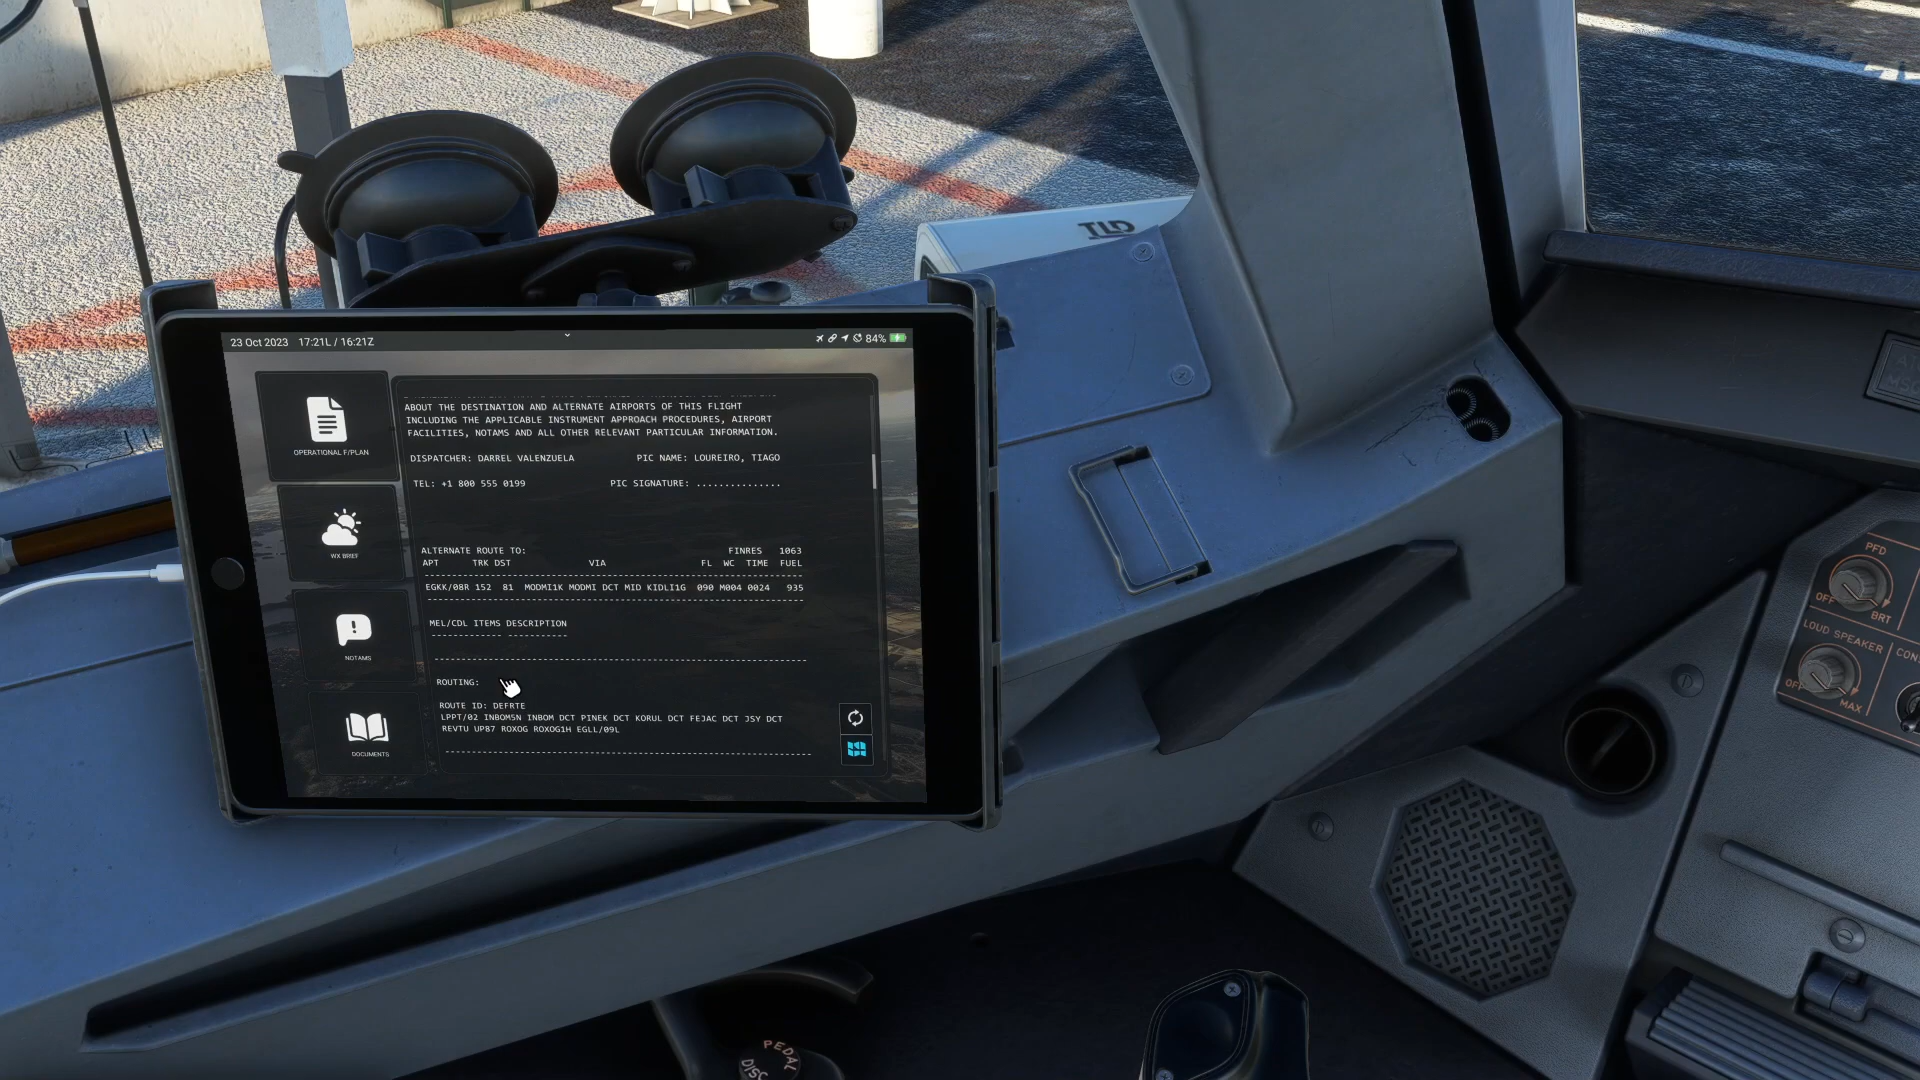 TLD
23 Oct 2023 17:21L / 16:21Z
84%
OPERATIONAL F/PLAN
WX BRIEF
NOTAMS
DOCUMENTS
ABOUT THE DESTINATION AND ALTERNATE AIRPORTS OF THIS FLIGHT
INCLUDING THE APPLICABLE INSTRUMENT APPROACH PROCEDURES, AIRPORT
FACILITIES, NOTAMS AND ALL OTHER RELEVANT PARTICULAR INFORMATION.
DISPATCHER: DARREL VALENZUELA PIC NAME: LOUREIRO, TIAGO
TEL: +1 800 555 0199 PIC SIGNATURE: ...............
ALTERNATE ROUTE TO: FINRES 1063
APT TRK DST VIA FL WC TIME FUEL
EGKK/08R 152 81 MODMI1K MODMI DCT MID KIDLI1G 090 M004 0024 935
MEL/CDL ITEMS DESCRIPTION
ROUTING:
ROUTE ID: DEFRTE
LPPT/02 INBOM5N INBOM DCT PINEK DCT KORUL DCT FEJAC DCT JSY DCT
REVTU UP87 ROXOG ROXOG1H EGLL/09L
PFD
OFF
BRT
LOUD SPEAKER
OFF
MAX
PEDAL
DISC